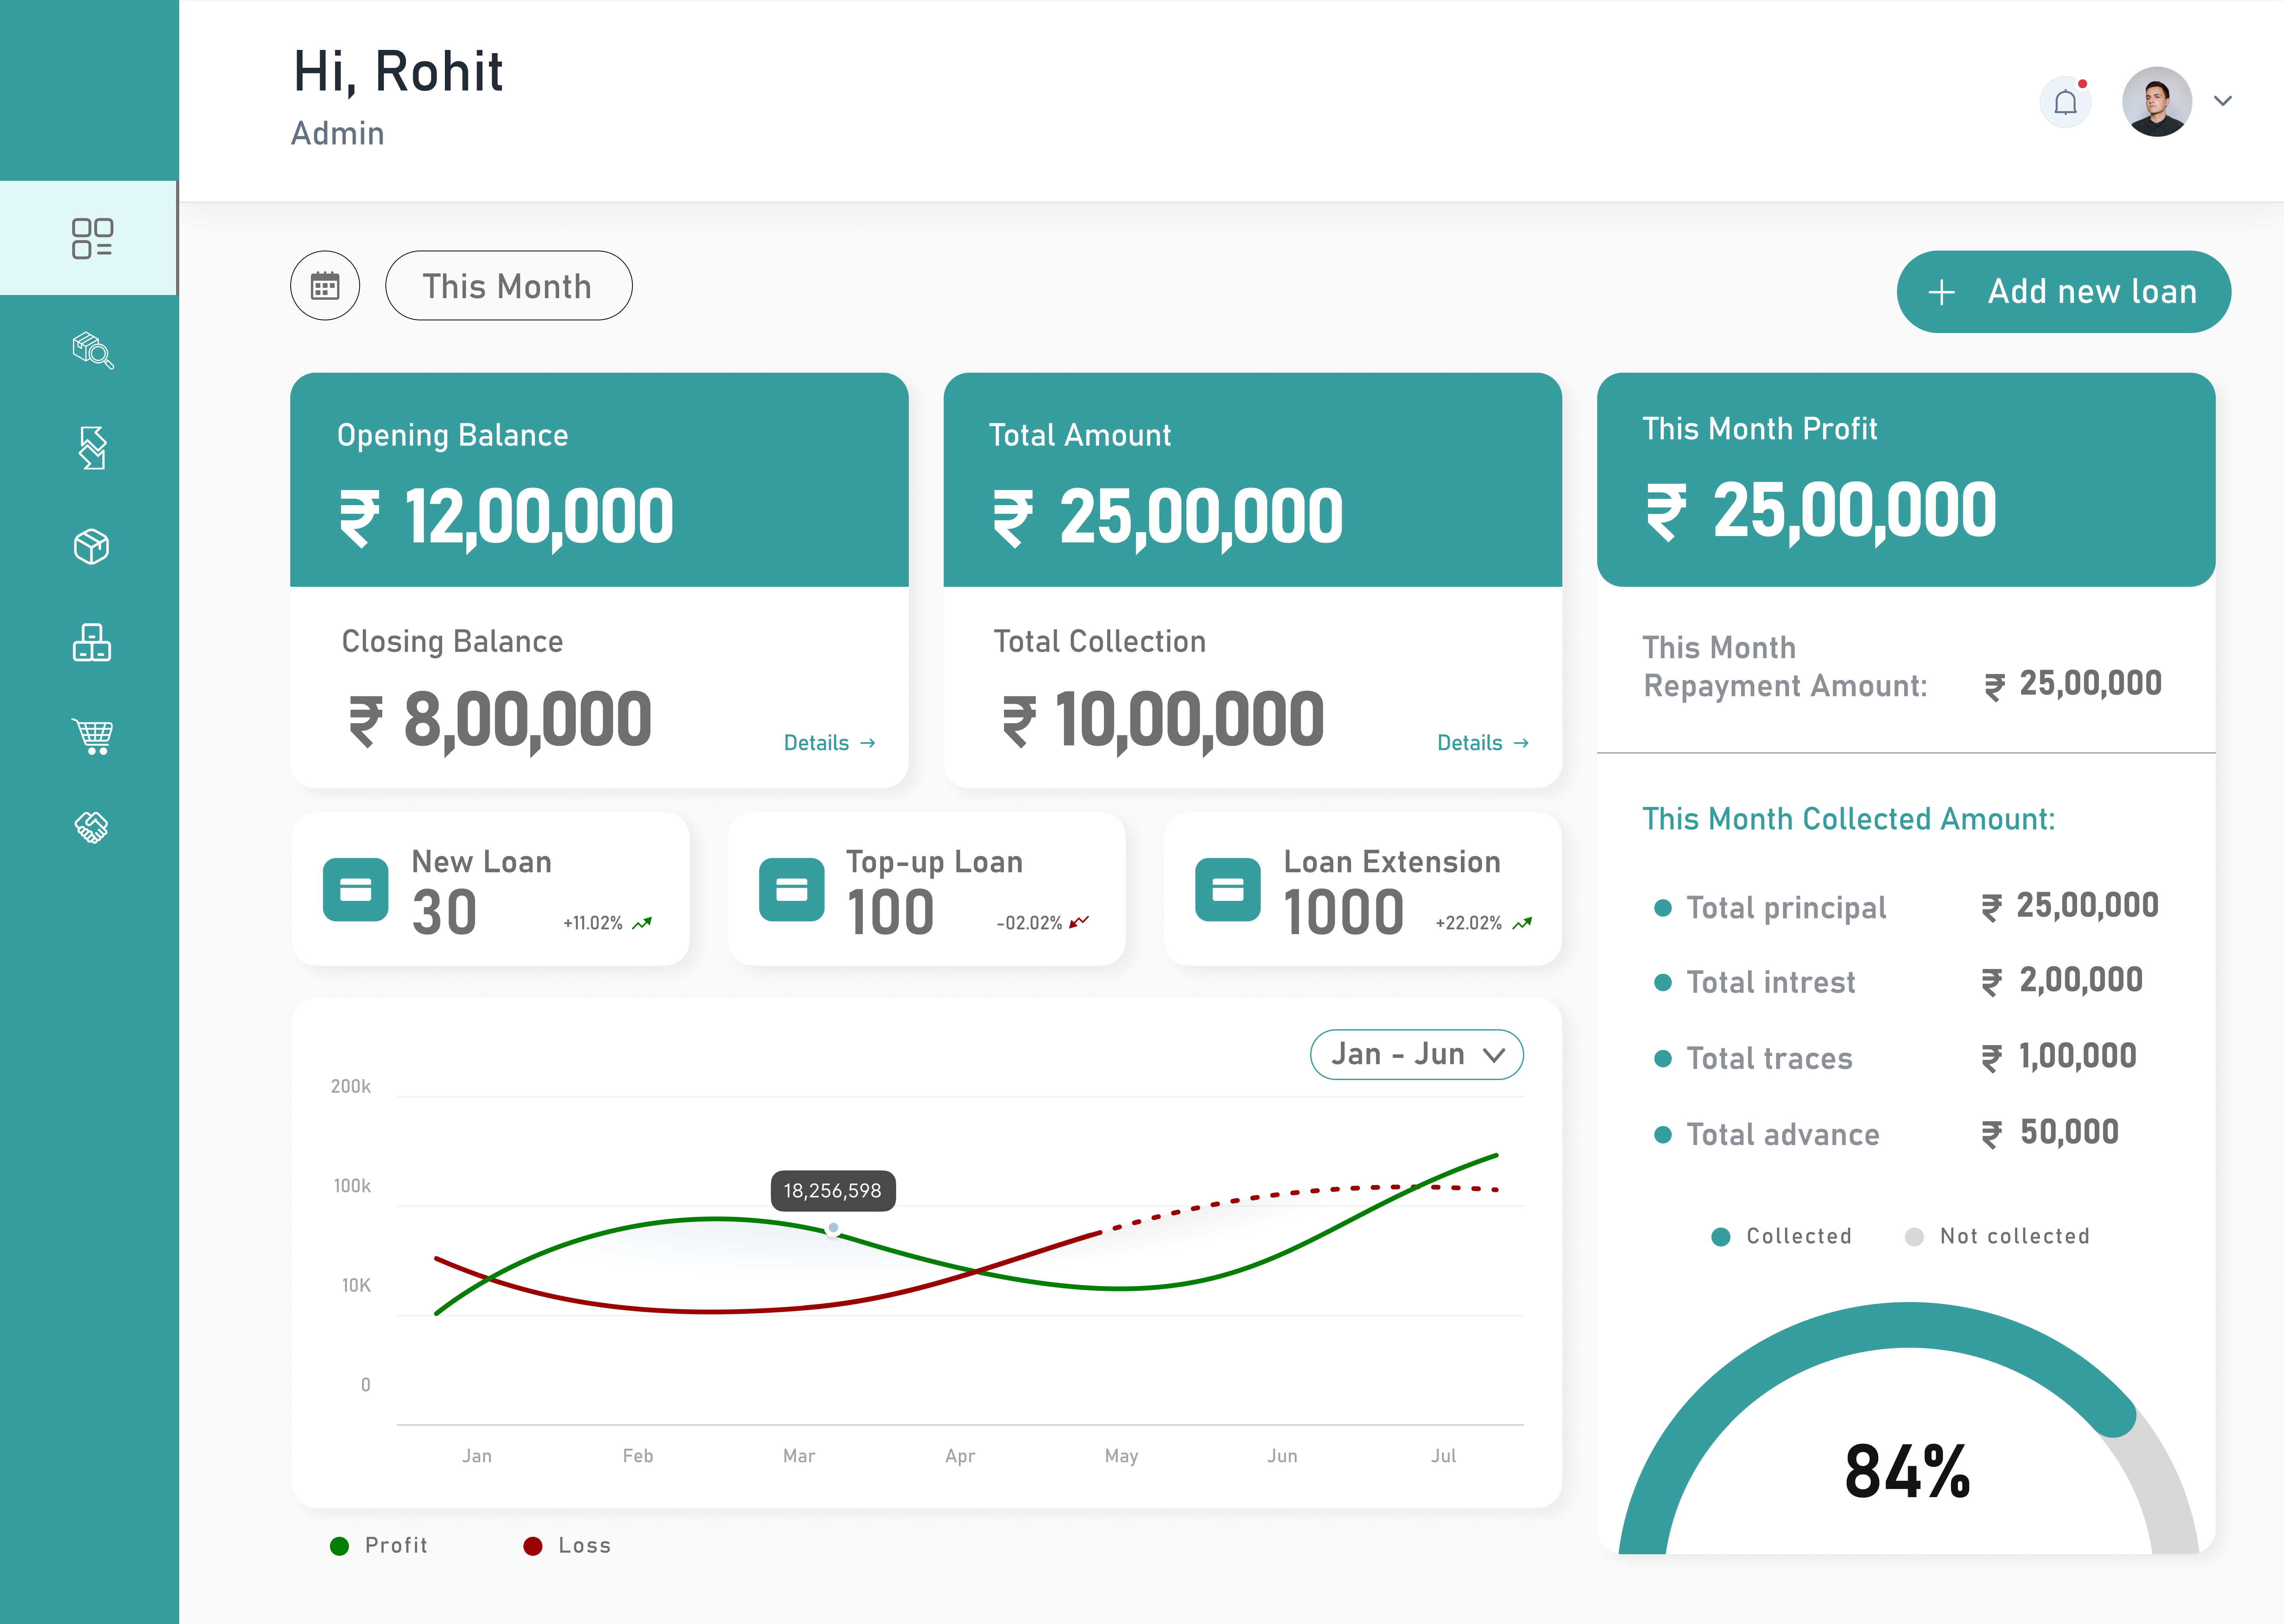 Hi, Rohit
Admin
This Month
+ Add new loan
Opening Balance
₹ 12,00,000
Closing Balance
₹ 8,00,000
Details →
Total Amount
₹ 25,00,000
Total Collection
₹ 10,00,000
Details →
This Month Profit
₹ 25,00,000
This Month
Repayment Amount: ₹ 25,00,000
This Month Collected Amount:
Total principal ₹ 25,00,000
Total intrest ₹ 2,00,000
Total traces ₹ 1,00,000
Total advance ₹ 50,000
Collected Not collected
84%
New Loan
30 +11.02%
Top-up Loan
100 -02.02%
Loan Extension
1000 +22.02%
Jan - Jun
200k
100k
10K
0
18,256,598
Jan Feb Mar Apr May Jun Jul
Profit Loss